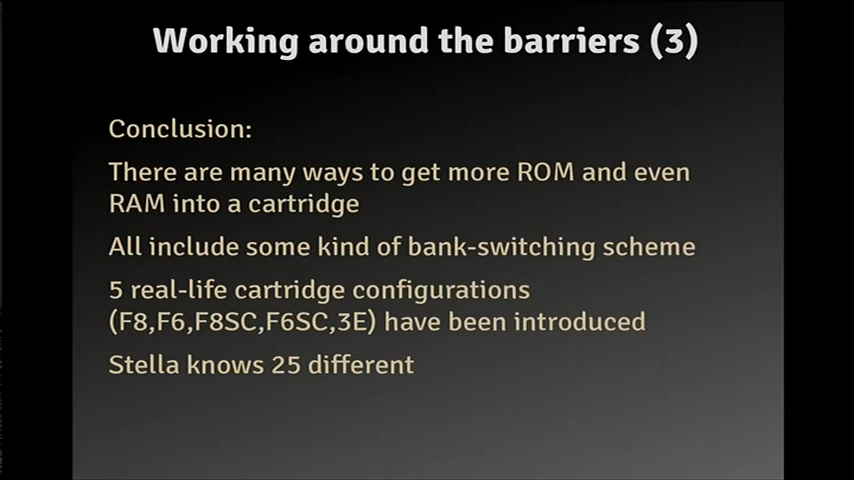 Working around the barriers (3)
Conclusion:
There are many ways to get more ROM and even
RAM into a cartridge
All include some kind of bank-switching scheme
5 real-life cartridge configurations
(F8,F6,F8SC,F6SC,3E) have been introduced
Stella knows 25 different